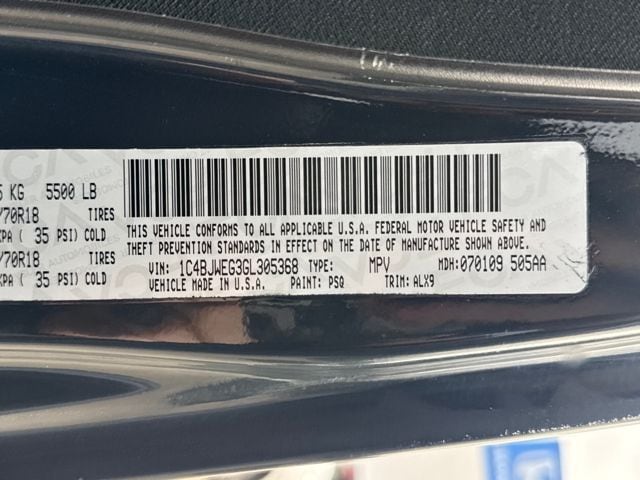 KG 5500 LB
/70R18 TIRES
KPA ( 35 PSI) COLD
/70R18 TIRES
KPA ( 35 PSI) COLD
THIS VEHICLE CONFORMS TO ALL APPLICABLE U.S.A. FEDERAL MOTOR VEHICLE SAFETY AND
THEFT PREVENTION STANDARDS IN EFFECT ON THE DATE OF MANUFACTURE SHOWN ABOVE.
VIN: 1C4BJWEG3GL305368 TYPE: MPV MDH: 070109 505AA
VEHICLE MADE IN U.S.A. PAINT: PSQ TRIM: ALX9